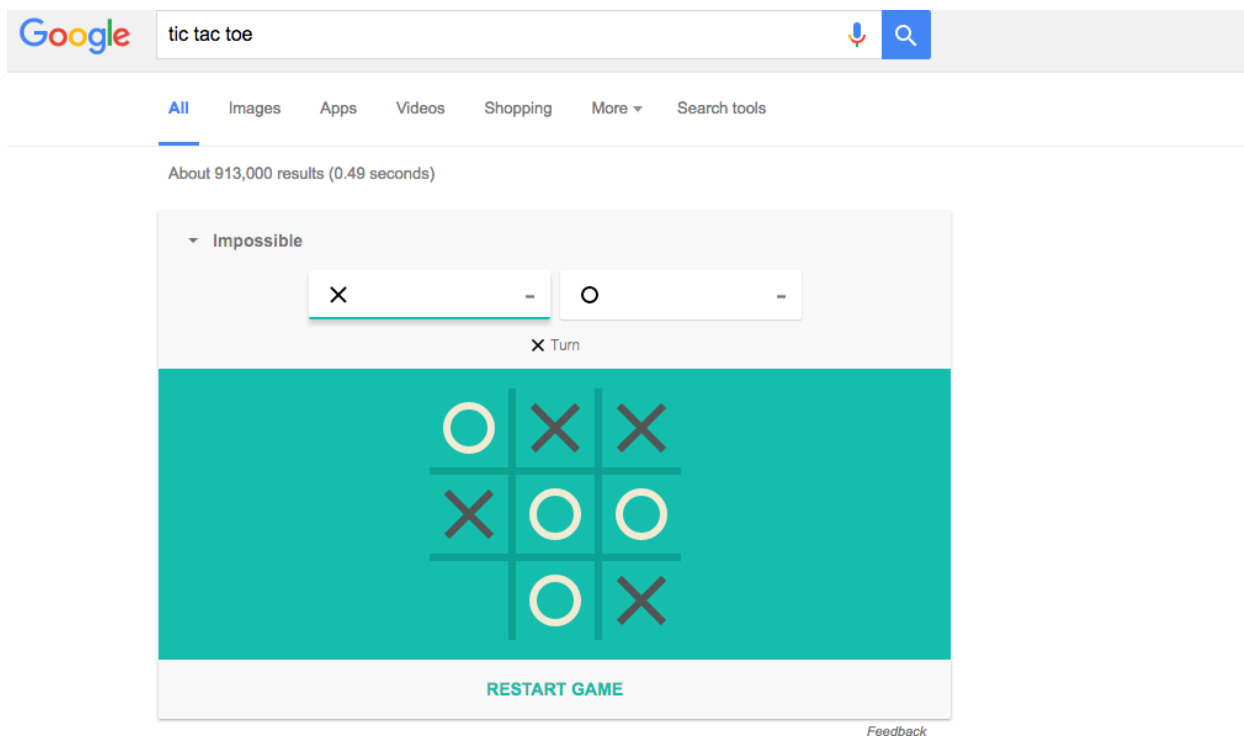 Google tic tac toe
All Images Apps Videos Shopping More Search tools
About 913,000 results (0.49 seconds)
Impossible
X - O -
X Turn
O X X
X O O
O X
RESTART GAME
Feedback